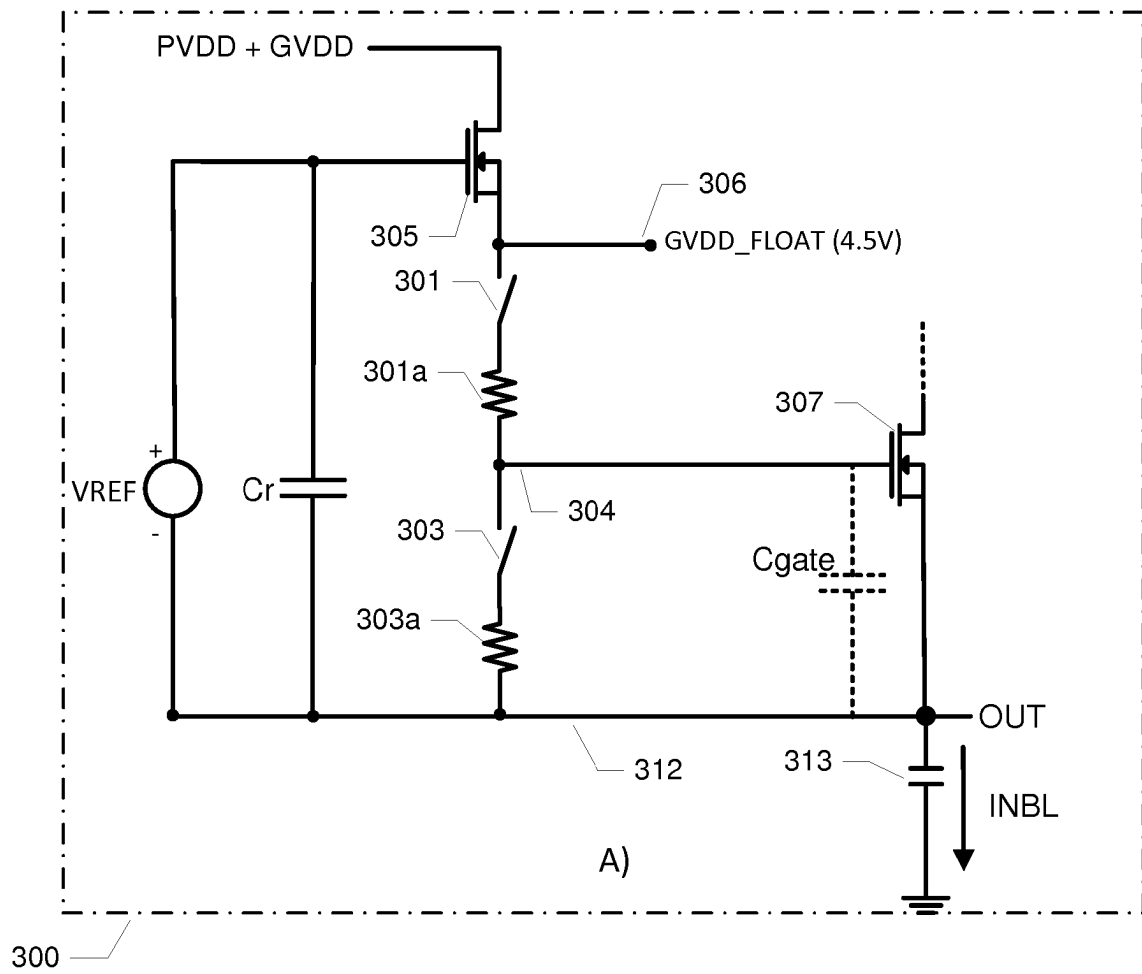 PVDD + GVDD
306
305
GVDD_FLOAT (4.5V)
301
301a
307
+
VREF
Cr
-
304
303
Cgate
303a
OUT
312
313
INBL
A)
300